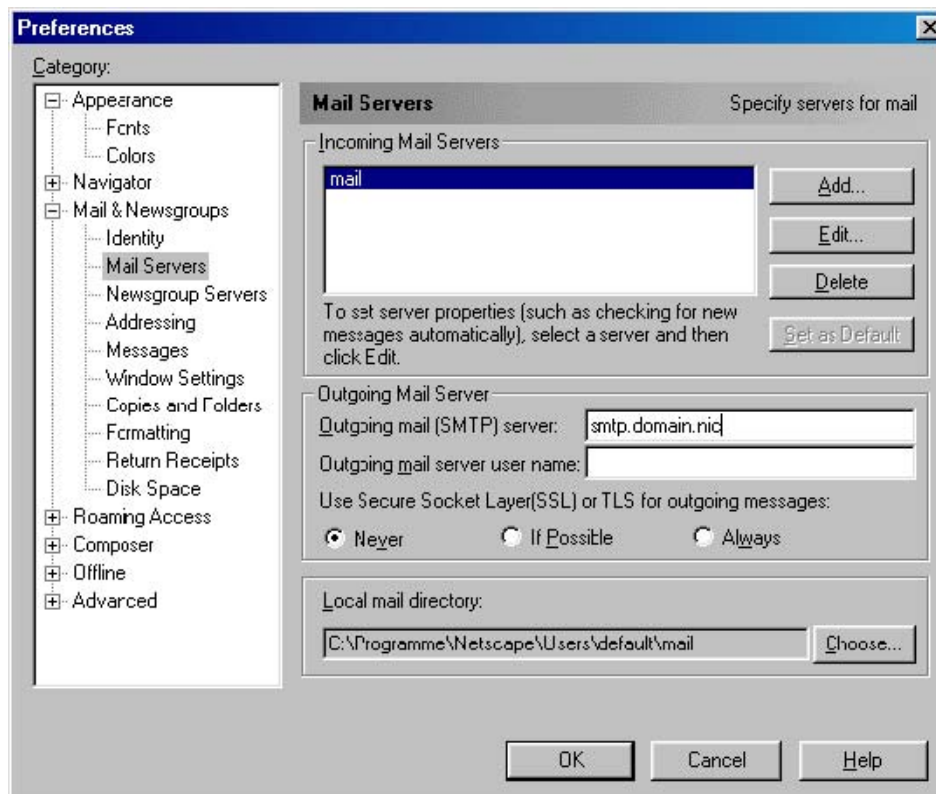 Preferences
Category:
Appearance
Fonts
Colors
Navigator
Mail & Newsgroups
Identity
Mail Servers
Newsgroup Servers
Addressing
Messages
Window Settings
Copies and Folders
Formatting
Return Receipts
Disk Space
Roaming Access
Composer
Offline
Advanced
Mail Servers
Specify servers for mail
Incoming Mail Servers
mail
Add...
Edit...
Delete
Set as Default
To set server properties (such as checking for new
messages automatically), select a server and then
click Edit.
Outgoing Mail Server
Outgoing mail (SMTP) server:
smtp.domain.nic
Outgoing mail server user name:
Use Secure Socket Layer(SSL) or TLS for outgoing messages:
Never
If Possible
Always
Local mail directory:
C:\Programme\Netscape\Users\default\mail
Choose...
OK
Cancel
Help